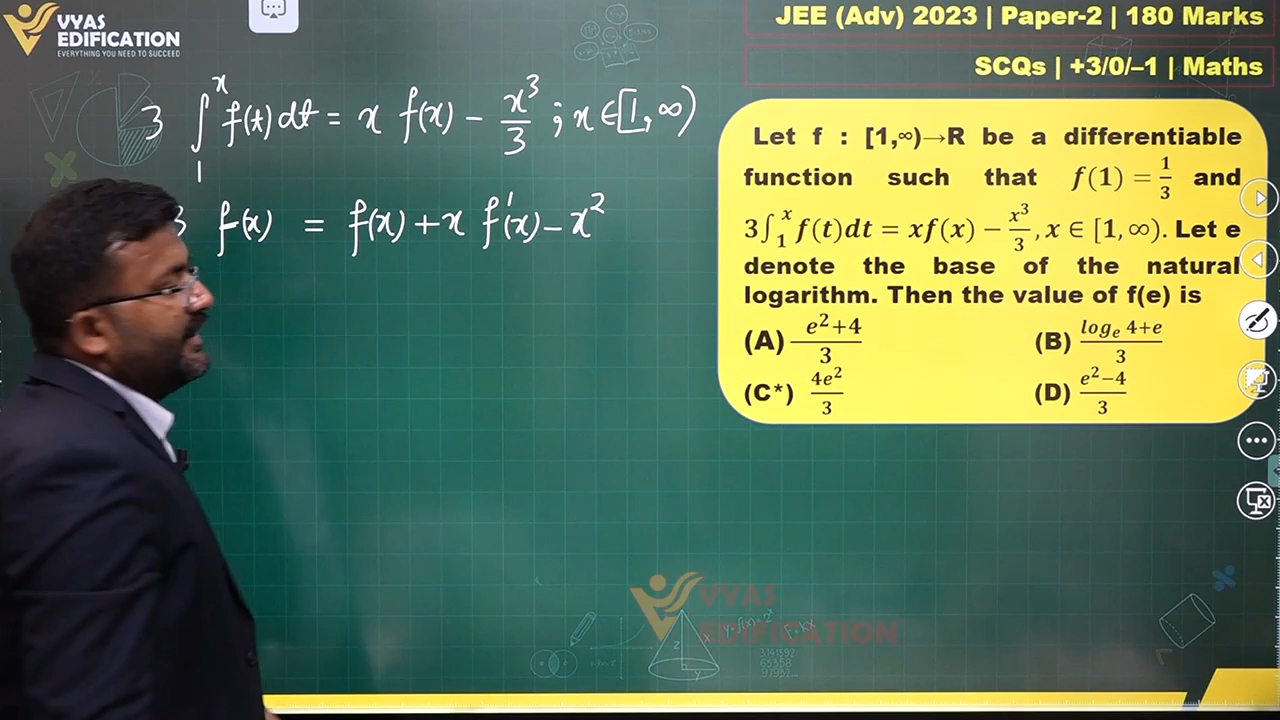 VYAS
EDIFICATION
EVERYTHING YOU NEED TO SUCCEED
JEE (Adv) 2023 | Paper-2 | 180 Marks
SCQs | +3/0/–1 | Maths
3 ∫₁ˣ f(t) dt = x f(x) − x³/3 ; x ∈ [1, ∞)
3 f(x) = f(x) + x f'(x) − x²
Let f : [1,∞)→R be a differentiable
function such that f(1) = 1/3 and
3∫₁ˣ f(t)dt = xf(x) − x³/3, x ∈ [1, ∞). Let e
denote the base of the natural
logarithm. Then the value of f(e) is
(A) e²+4/3 (B) logₑ 4+e/3
(C*) 4e²/3 (D) e²−4/3
VYAS
EDIFICATION